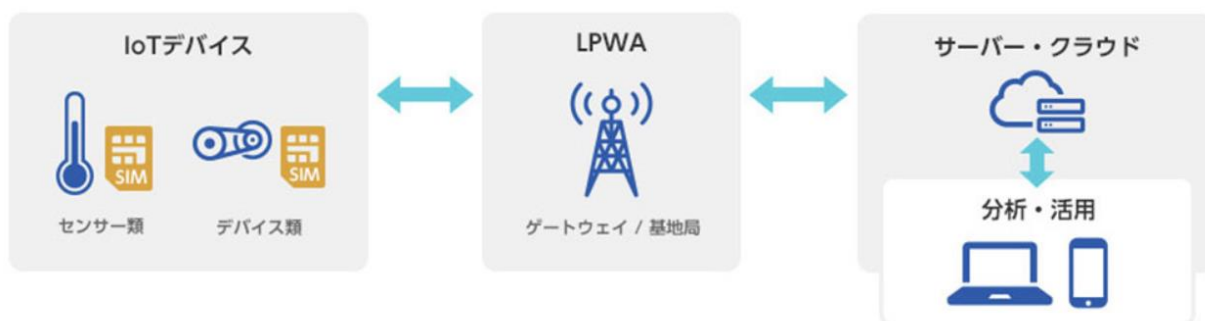 IoTデバイス
SIM
SIM
センサー類
デバイス類
LPWA
ゲートウェイ / 基地局
サーバー・クラウド
分析・活用